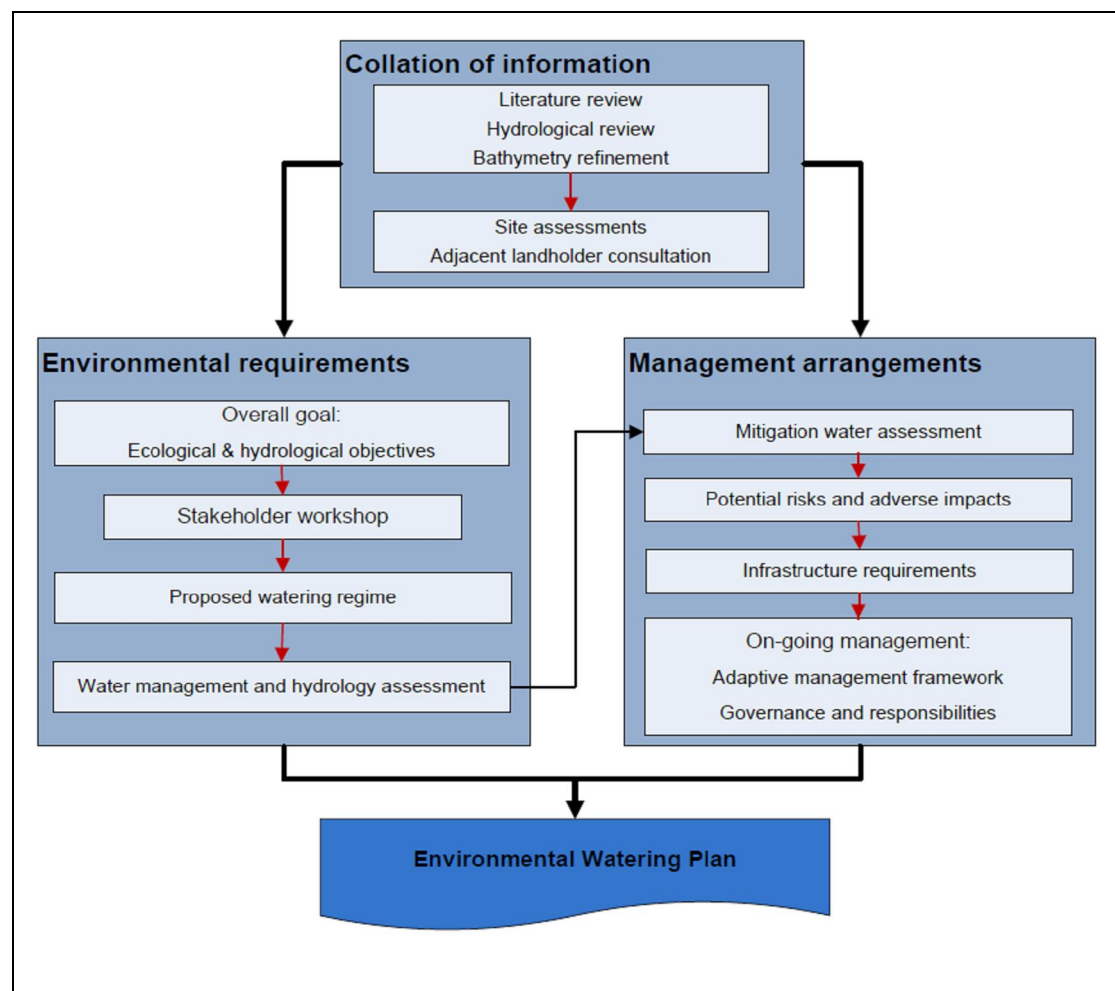 Collation of information
Literature review
Hydrological review
Bathymetry refinement
Site assessments
Adjacent landholder consultation
Environmental requirements
Overall goal:
Ecological & hydrological objectives
Stakeholder workshop
Proposed watering regime
Water management and hydrology assessment
Management arrangements
Mitigation water assessment
Potential risks and adverse impacts
Infrastructure requirements
On-going management:
Adaptive management framework
Governance and responsibilities
Environmental Watering Plan